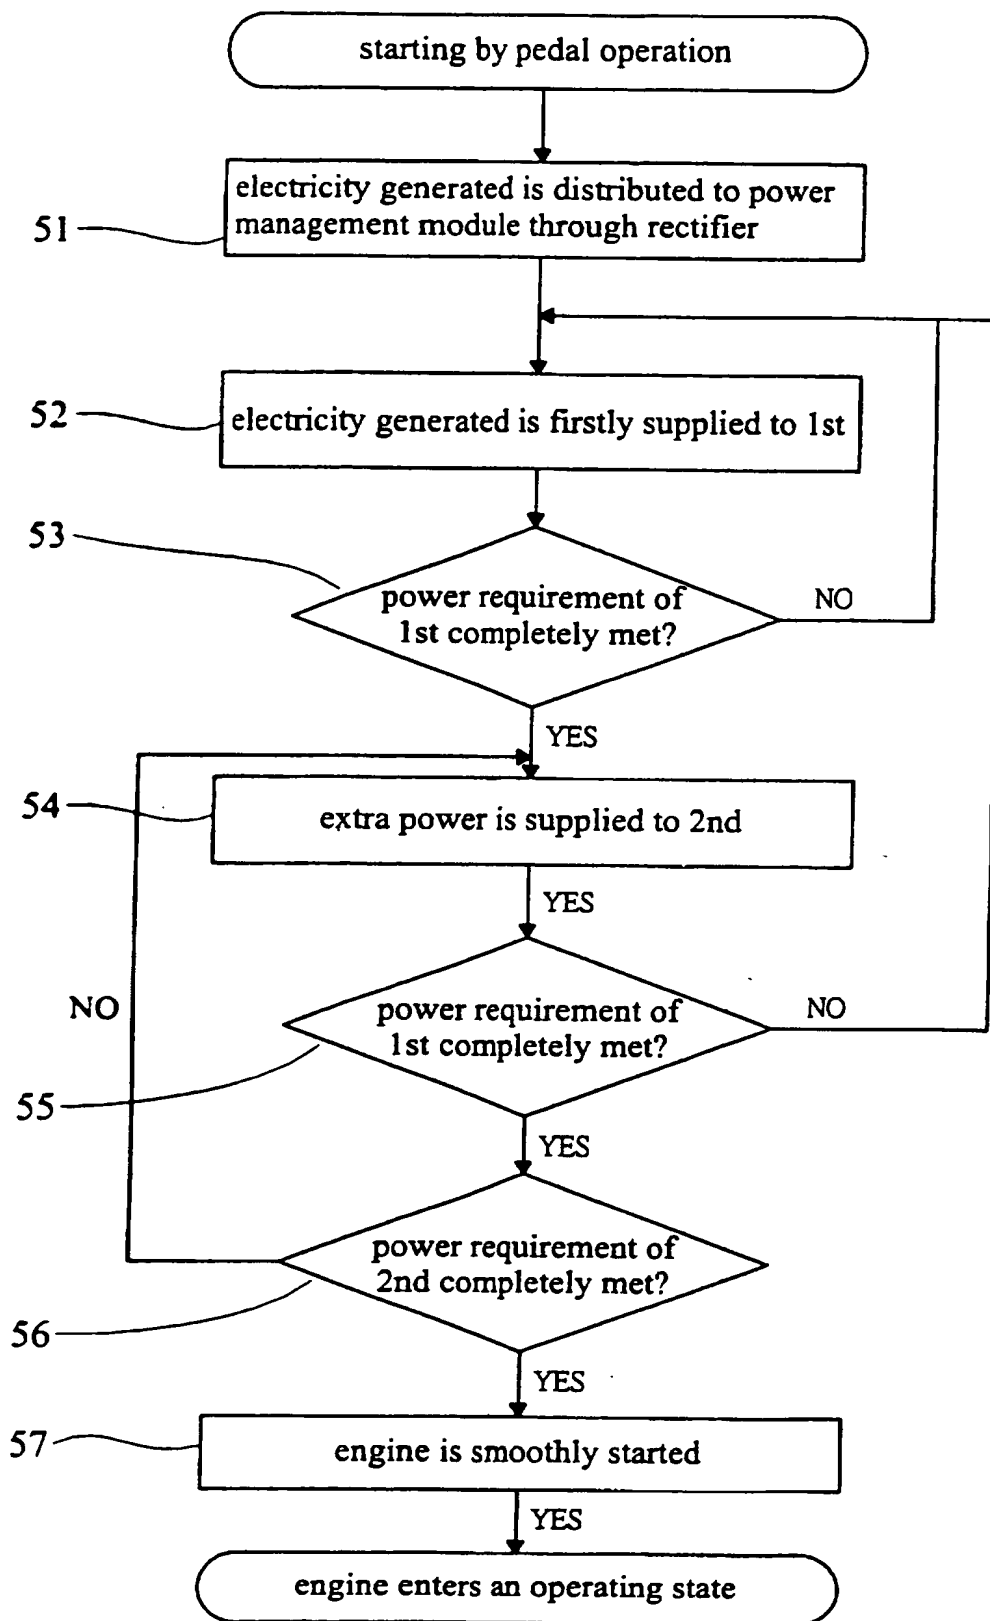 starting by pedal operation
electricity generated is distributed to power
management module through rectifier
51
52
electricity generated is firstly supplied to 1st
53
power requirement of
1st completely met?
NO
YES
54
extra power is supplied to 2nd
YES
NO
power requirement of
1st completely met?
NO
55
YES
power requirement of
2nd completely met?
56
YES
57
engine is smoothly started
YES
engine enters an operating state